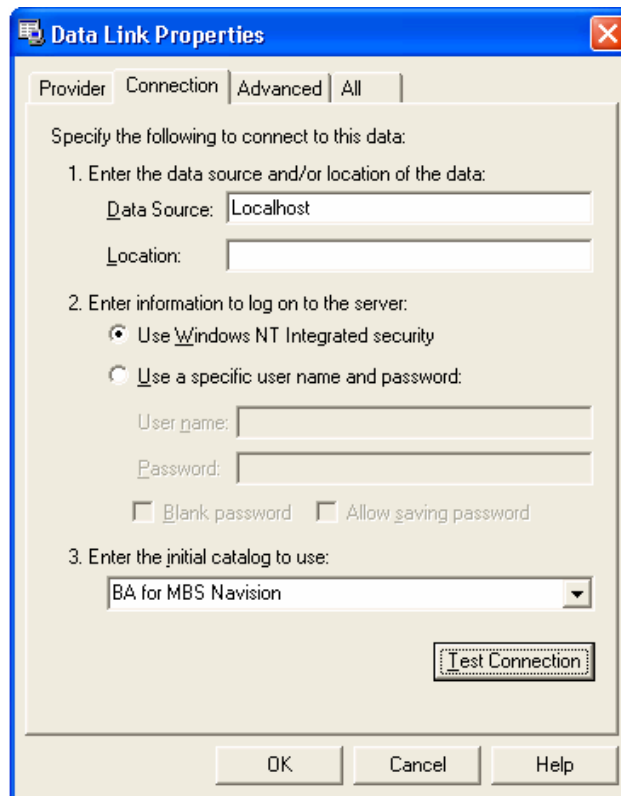 Data Link Properties
Provider Connection Advanced All
Specify the following to connect to this data:
1. Enter the data source and/or location of the data:
Data Source: Localhost
Location:
2. Enter information to log on to the server:
Use Windows NT Integrated security
Use a specific user name and password:
User name:
Password:
Blank password Allow saving password
3. Enter the initial catalog to use:
BA for MBS Navision
Test Connection
OK Cancel Help